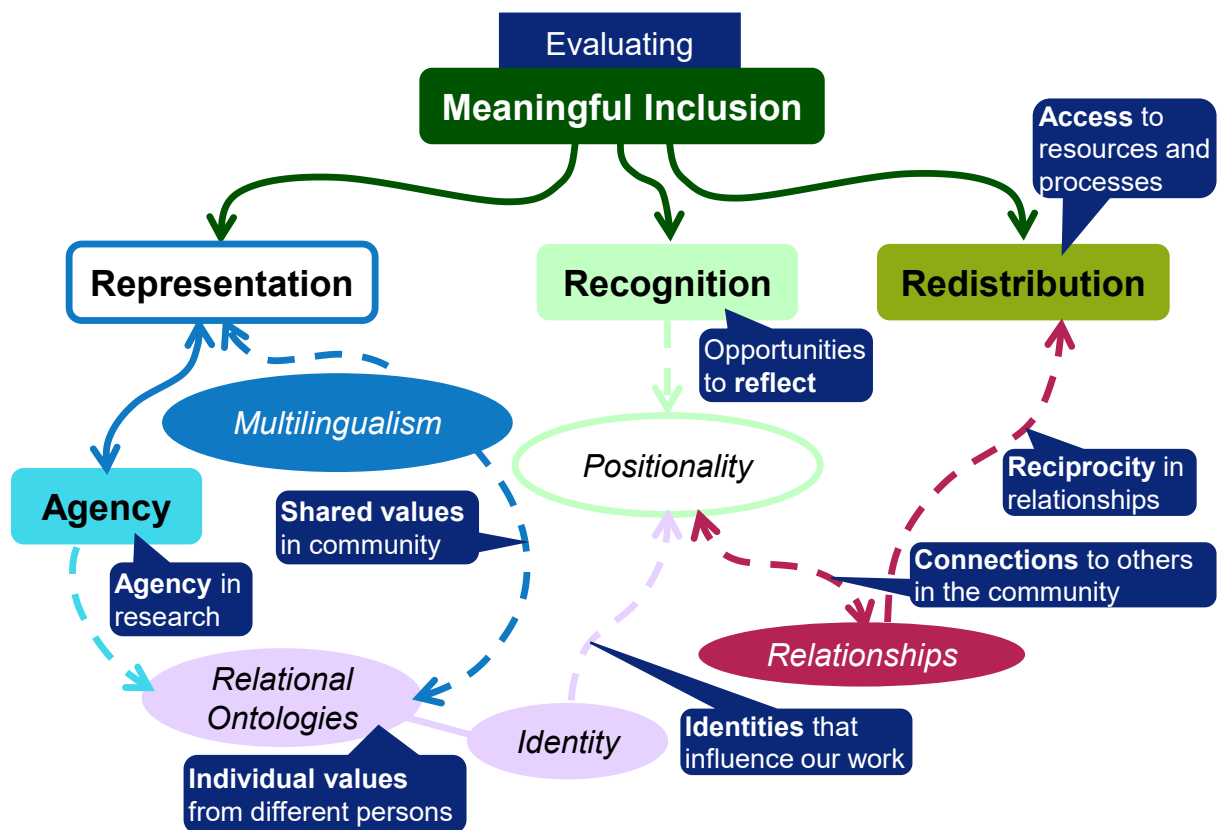 Evaluating
Meaningful Inclusion
Access to
resources and
processes
Representation
Recognition
Redistribution
Opportunities
to reflect
Multilingualism
Positionality
Reciprocity in
relationships
Agency
Shared values
in community
Agency in
research
Connections to others
in the community
Relationships
Relational
Ontologies
Identity
Identities that
influence our work
Individual values
from different persons